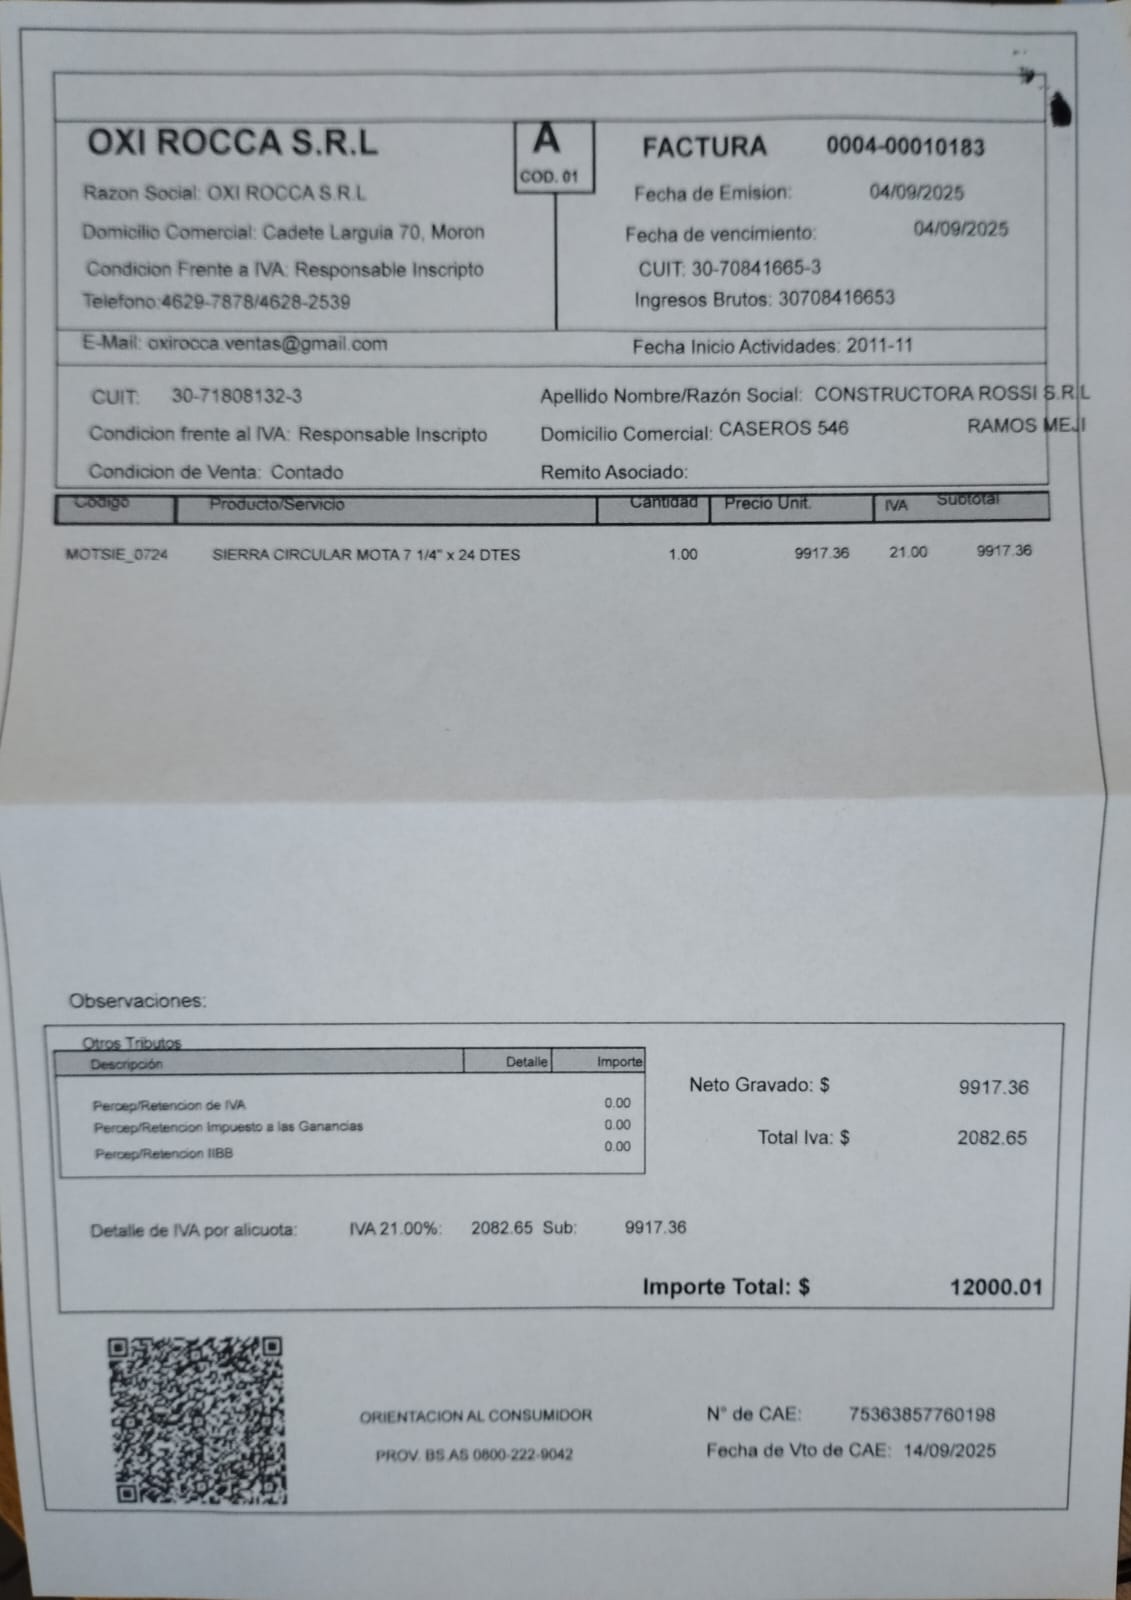 OXI ROCCA S.R.L
A
COD. 01
FACTURA 0004-00010183
Razon Social: OXI ROCCA S.R.L
Fecha de Emision: 04/09/2025
Domicilio Comercial: Cadete Larguia 70, Moron
Fecha de vencimiento: 04/09/2025
Condicion Frente a IVA: Responsable Inscripto
CUIT: 30-70841665-3
Telefono:4629-7878/4628-2539
Ingresos Brutos: 30708416653
E-Mail: oxirocca.ventas@gmail.com
Fecha Inicio Actividades: 2011-11
CUIT: 30-71808132-3
Apellido Nombre/Razón Social: CONSTRUCTORA ROSSI S.R.L
Condicion frente al IVA: Responsable Inscripto
Domicilio Comercial: CASEROS 546 RAMOS MEJI
Condicion de Venta: Contado
Remito Asociado:
Codigo Producto/Servicio Cantidad Precio Unit. IVA Subtotal
MOTSIE_0724 SIERRA CIRCULAR MOTA 7 1/4" x 24 DTES 1.00 9917.36 21.00 9917.36
Observaciones:
Otros Tributos
Descripción Detalle Importe
Percep/Retencion de IVA 0.00
Percep/Retencion Impuesto a las Ganancias 0.00
Percep/Retencion IIBB 0.00
Neto Gravado: $ 9917.36
Total Iva: $ 2082.65
Detalle de IVA por alicuota: IVA 21.00%: 2082.65 Sub: 9917.36
Importe Total: $ 12000.01
ORIENTACION AL CONSUMIDOR
PROV. BS.AS 0800-222-9042
N° de CAE: 75363857760198
Fecha de Vto de CAE: 14/09/2025